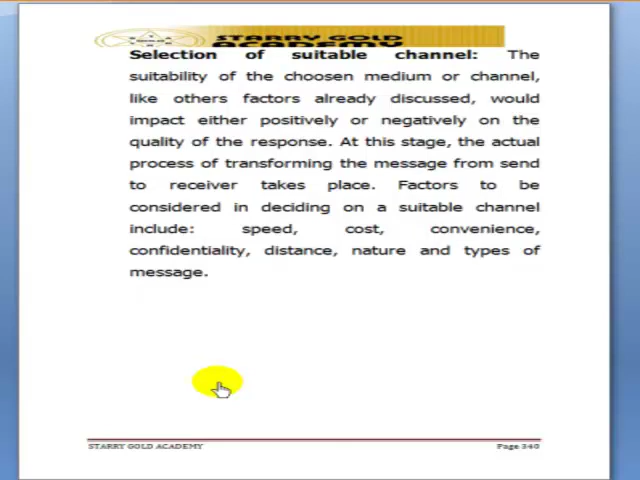 STARRY GOLD
ACADEMY
Selection of suitable channel: The
suitability of the choosen medium or channel,
like others factors already discussed, would
impact either positively or negatively on the
quality of the response. At this stage, the actual
process of transforming the message from send
to receiver takes place. Factors to be
considered in deciding on a suitable channel
include: speed, cost, convenience,
confidentiality, distance, nature and types of
message.
STARRY GOLD ACADEMY Page 340